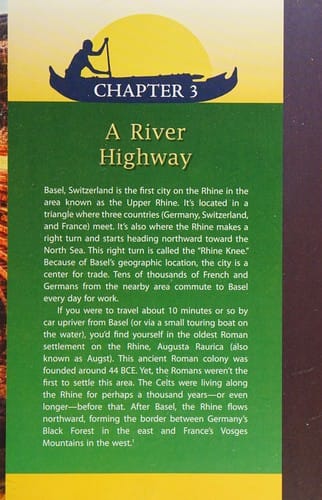 CHAPTER 3
A River
Highway
Basel, Switzerland is the first city on the Rhine in the
area known as the Upper Rhine. It's located in a
triangle where three countries (Germany, Switzerland,
and France) meet. It's also where the Rhine makes a
right turn and starts heading northward toward the
North Sea. This right turn is called the "Rhine Knee."
Because of Basel's geographic location, the city is a
center for trade. Tens of thousands of French and
Germans from the nearby area commute to Basel
every day for work.
If you were to travel about 10 minutes or so by
car upriver from Basel (or via a small touring boat on
the water), you'd find yourself in the oldest Roman
settlement on the Rhine, Augusta Raurica (also
known as Augst). This ancient Roman colony was
founded around 44 BCE. Yet, the Romans weren't the
first to settle this area. The Celts were living along
the Rhine for perhaps a thousand years—or even
longer—before that. After Basel, the Rhine flows
northward, forming the border between Germany's
Black Forest in the east and France's Vosges
Mountains in the west.¹